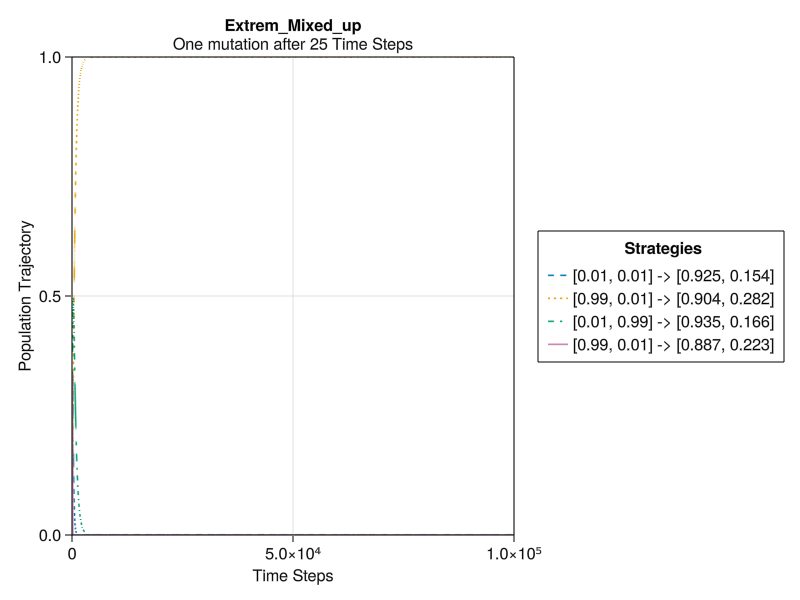 Extrem_Mixed_up
One mutation after 25 Time Steps
1.0
0.5
0.0
Population Trajectory
0
5.0×10⁴
1.0×10⁵
Time Steps
Strategies
[0.01, 0.01] -> [0.925, 0.154]
[0.99, 0.01] -> [0.904, 0.282]
[0.01, 0.99] -> [0.935, 0.166]
[0.99, 0.01] -> [0.887, 0.223]